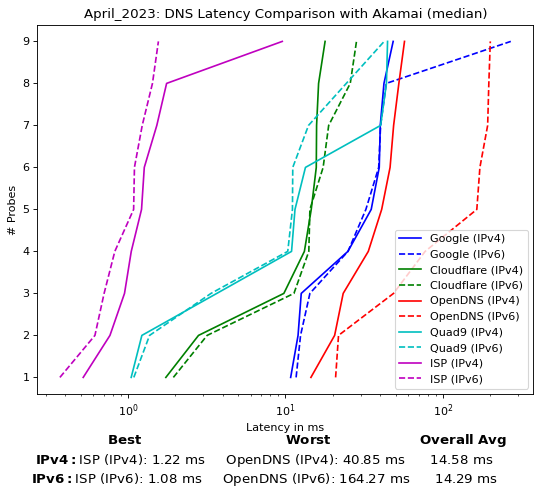 April_2023: DNS Latency Comparison with Akamai (median)
9
8
7
6
5
4
3
2
1
# Probes
Google (IPv4)
Google (IPv6)
Cloudflare (IPv4)
Cloudflare (IPv6)
OpenDNS (IPv4)
OpenDNS (IPv6)
Quad9 (IPv4)
Quad9 (IPv6)
ISP (IPv4)
ISP (IPv6)
10⁰ 10¹ 10²
Latency in ms
Best Worst Overall Avg
IPv4: ISP (IPv4): 1.22 ms OpenDNS (IPv4): 40.85 ms 14.58 ms
IPv6: ISP (IPv6): 1.08 ms OpenDNS (IPv6): 164.27 ms 14.29 ms